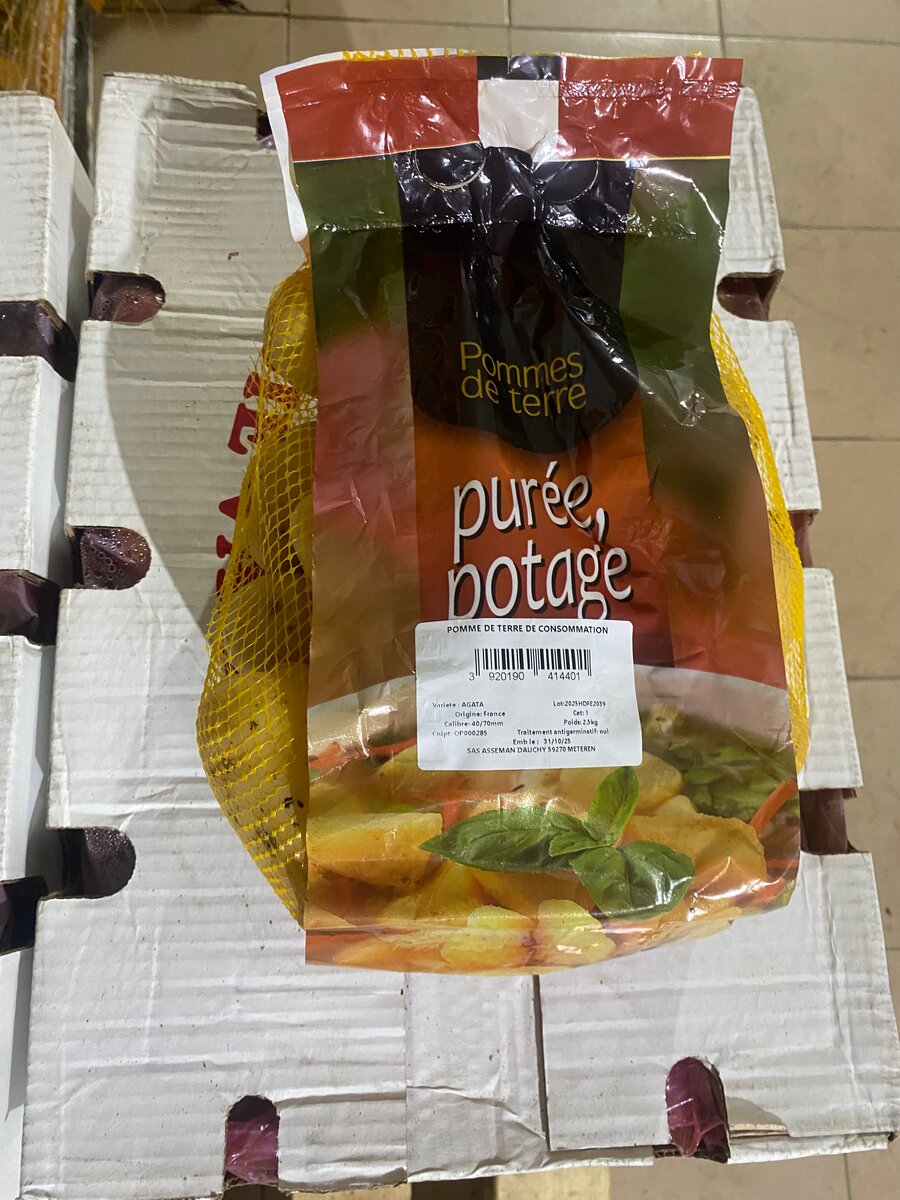 Pommes
de terre
purée,
potage
POMME DE TERRE DE CONSOMMATION
3 920190 414401
Variete : AGATA Lot:2025HDFE2039
Origine: France Cat: 1
Calibre: 40/70mm Poids: 2.5kg
Cnipt: OP000285 Traitement antigerminatif: oui
Emb le : 31/10/25
SAS ASSEMAN DAUCHY 59270 METEREN